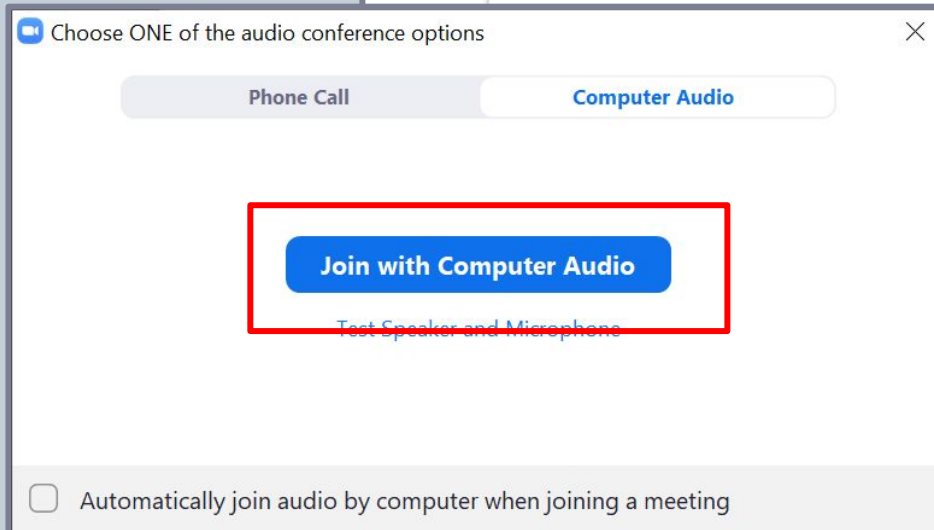 Choose ONE of the audio conference options
Phone Call Computer Audio
Join with Computer Audio
Test Speaker and Microphone
Automatically join audio by computer when joining a meeting